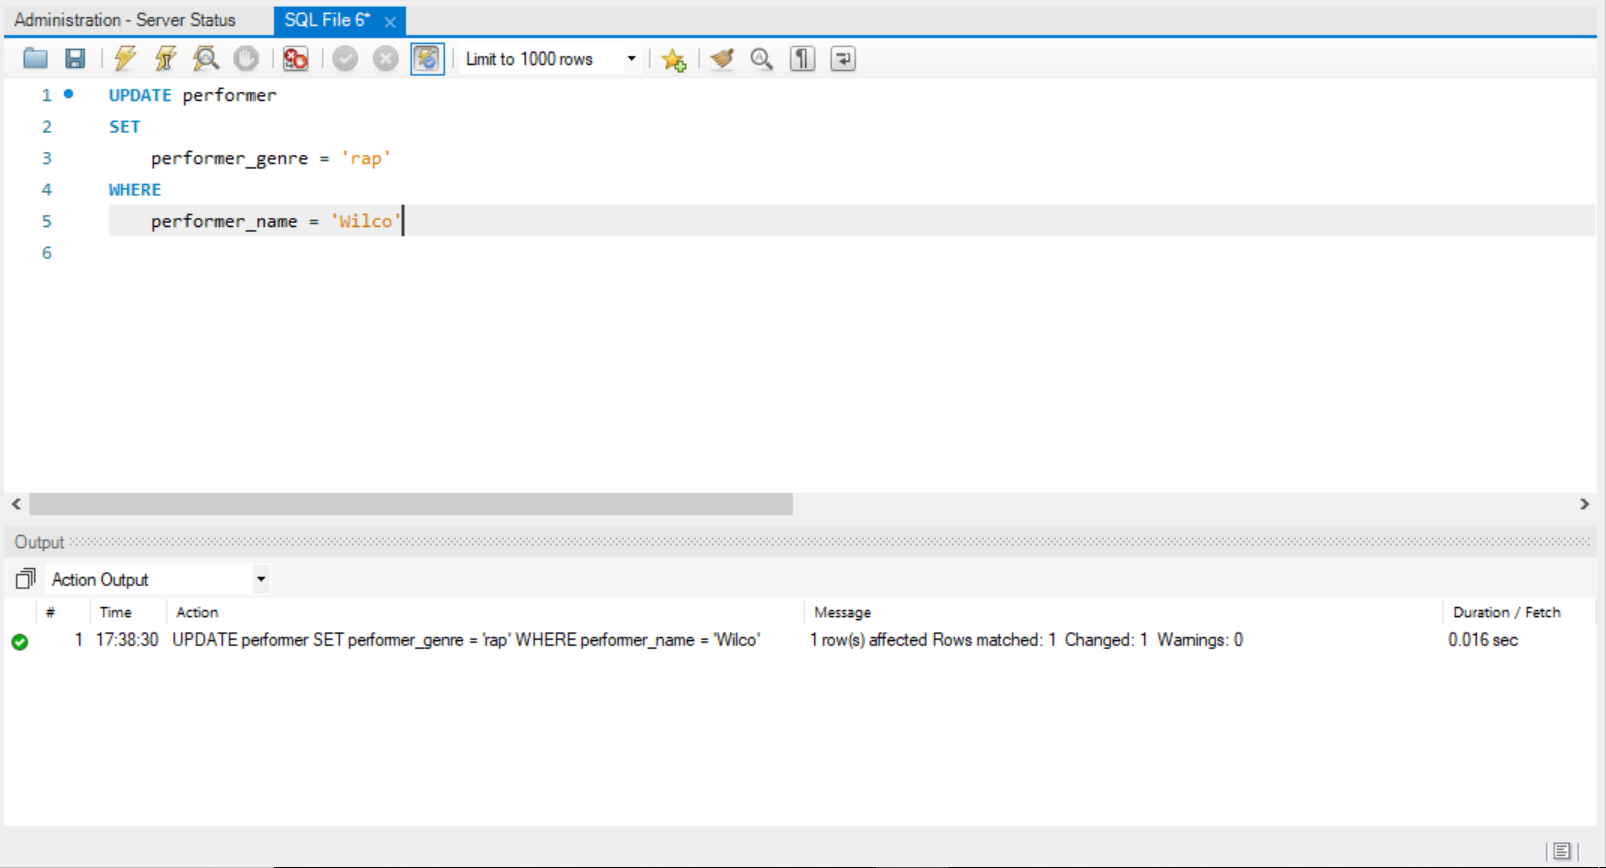 Administration - Server Status SQL File 6* ×
Limit to 1000 rows
1 UPDATE performer
2 SET
3 performer_genre = 'rap'
4 WHERE
5 performer_name = 'Wilco'
6
Output
Action Output
# Time Action Message Duration / Fetch
1 17:38:30 UPDATE performer SET performer_genre = 'rap' WHERE performer_name = 'Wilco' 1 row(s) affected Rows matched: 1 Changed: 1 Warnings: 0 0.016 sec